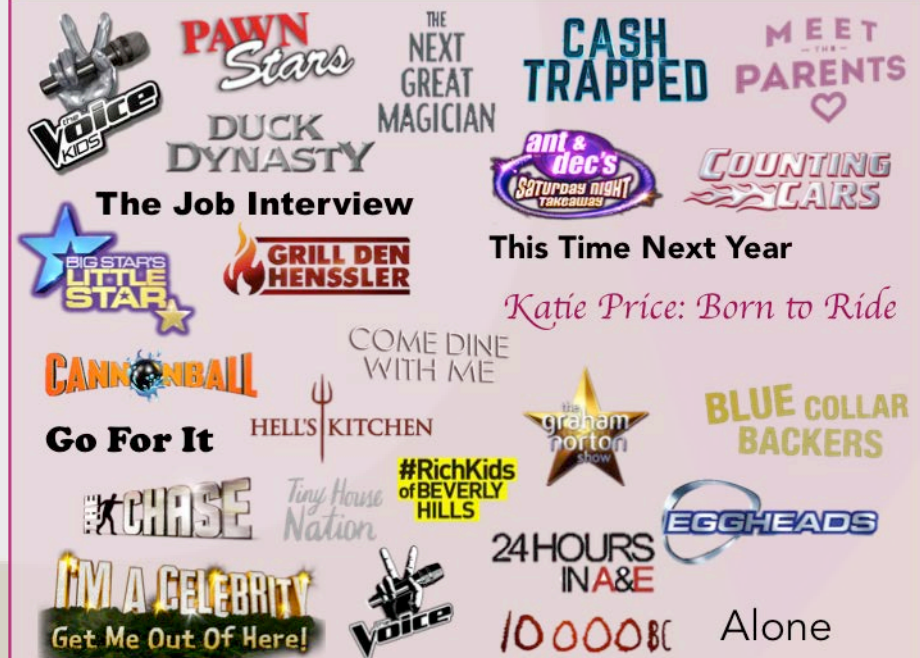 the
Voice
KIDS
PAWN
Stars
THE
NEXT
GREAT
MAGICIAN
CASH
TRAPPED
MEET
THE
PARENTS
DUCK
DYNASTY
ant &
dec's
SATURDAY NIGHT
TAKEAWAY
COUNTING
CARS
The Job Interview
BIG STAR'S
LITTLE
STAR
GRILL DEN
HENSSLER
This Time Next Year
Katie Price: Born to Ride
CANNONBALL
COME DINE
WITH ME
Go For It
HELL'S KITCHEN
the
graham
norton
show
BLUE COLLAR
BACKERS
THE CHASE
Tiny House
Nation
#RichKids
of BEVERLY
HILLS
EGGHEADS
I'M A CELEBRITY
Get Me Out Of Here!
the
Voice
24 HOURS
IN A&E
10000 BC
Alone